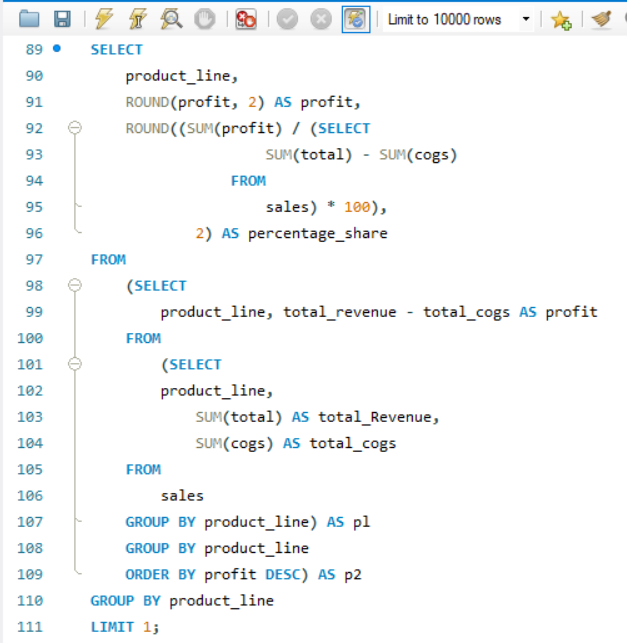 Limit to 10000 rows
89 SELECT
90 product_line,
91 ROUND(profit, 2) AS profit,
92 ROUND((SUM(profit) / (SELECT
93 SUM(total) - SUM(cogs)
94 FROM
95 sales) * 100),
96 2) AS percentage_share
97 FROM
98 (SELECT
99 product_line, total_revenue - total_cogs AS profit
100 FROM
101 (SELECT
102 product_line,
103 SUM(total) AS total_Revenue,
104 SUM(cogs) AS total_cogs
105 FROM
106 sales
107 GROUP BY product_line) AS pl
108 GROUP BY product_line
109 ORDER BY profit DESC) AS p2
110 GROUP BY product_line
111 LIMIT 1;